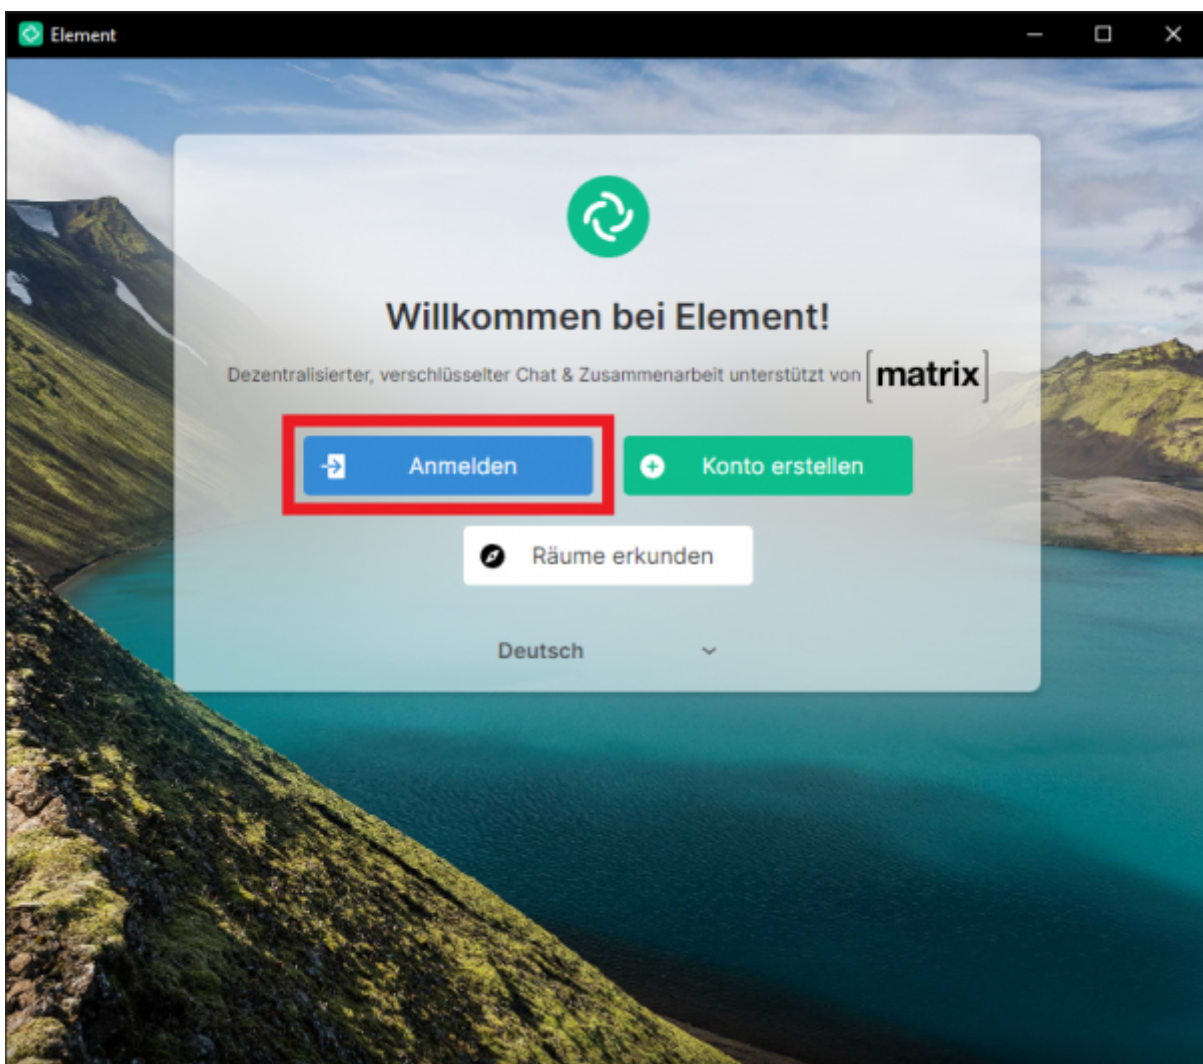 Element
Willkommen bei Element!
Dezentralisierter, verschlüsselter Chat & Zusammenarbeit unterstützt von [matrix]
Anmelden
Konto erstellen
Räume erkunden
Deutsch